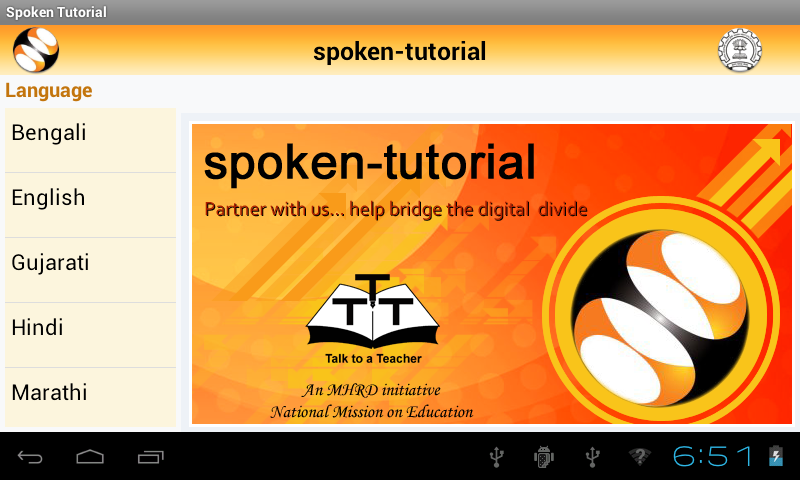 Spoken Tutorial
spoken-tutorial
Language
Bengali
English
Gujarati
Hindi
Marathi
spoken-tutorial
Partner with us... help bridge the digital divide
T
T T
Talk to a Teacher
An MHRD initiative
National Mission on Education
6:51